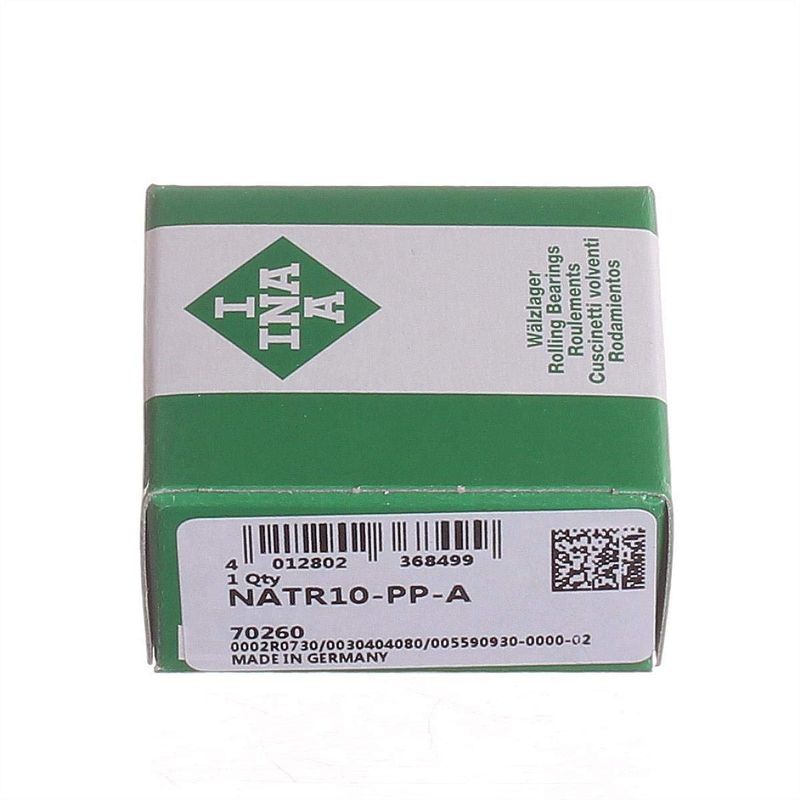 I
INA
A
Wälzlager
Rolling Bearings
Roulements
Cuscinetti volventi
Rodamientos
4 012802 368499
1 Qty
NATR10-PP-A
70260
0002R0730/0030404080/005590930-0000-02
MADE IN GERMANY